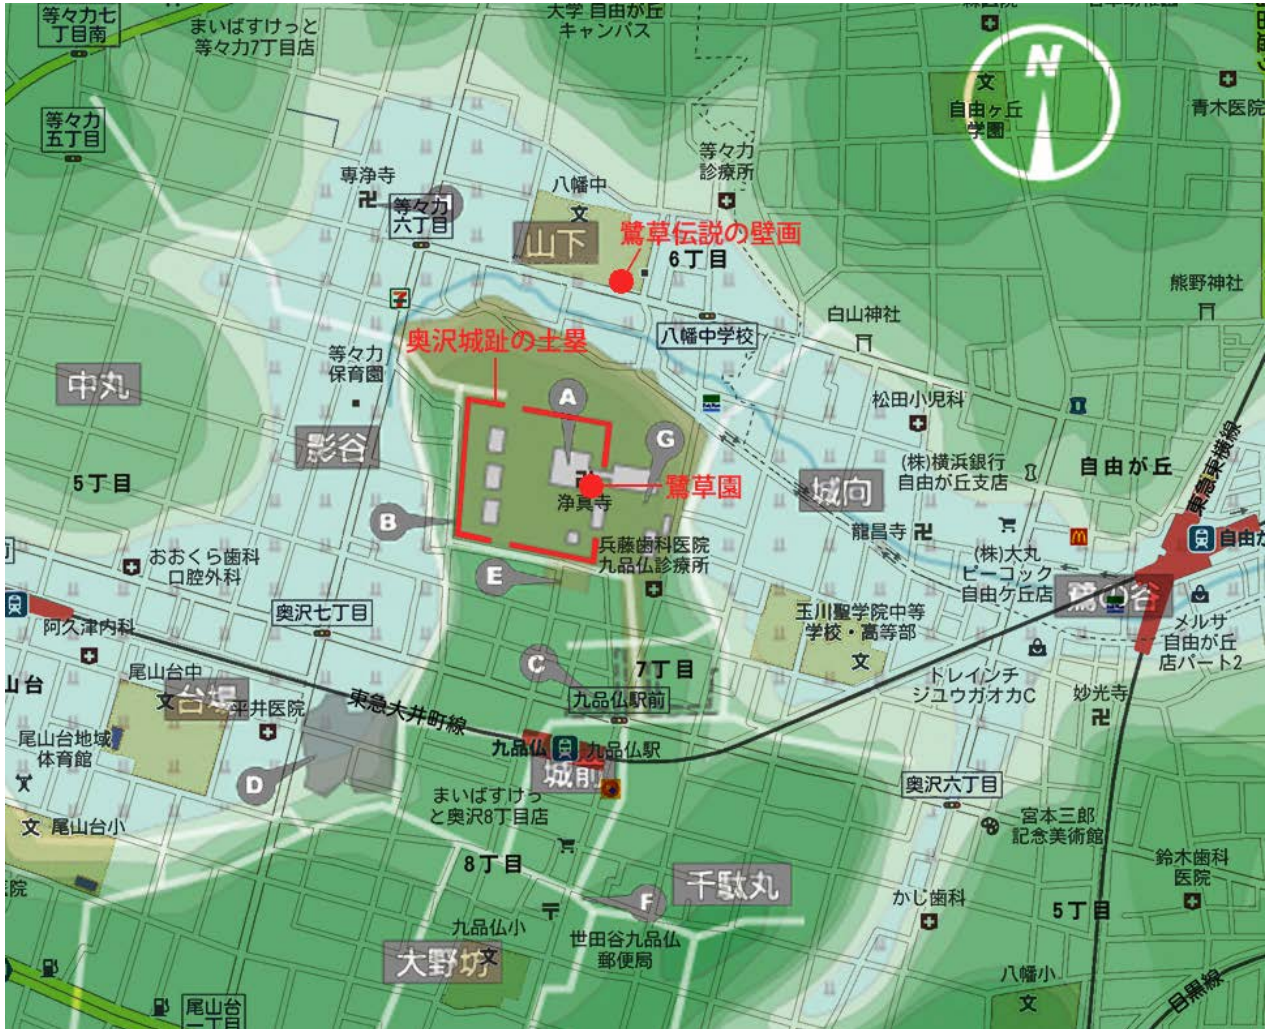 等々力七
丁目南
まいばすけっと
等々力7丁目店
大学 自由が丘
キャンパス
N
自由ヶ丘
学園
青木医院
等々力
五丁目
専浄寺
等々力
六丁目
H
八幡中
山下
等々力
診療所
鷺草伝説の壁画
6丁目
熊野神社
白山神社
八幡中学校
奥沢城趾の土塁
等々力
保育園
中丸
影谷
5丁目
A
G
B
E
浄真寺
鷺草園
兵藤歯科医院
九品仏診療所
松田小児科
(株)横浜銀行
自由が丘支店
自由が丘
東急東横線
城向
龍昌寺
(株)大丸
ピーコック
自由ケ丘店
自由が
鷺の谷
メルサ
自由が丘
店パート2
おおくら歯科
口腔外科
阿久津内科
奥沢七丁目
玉川聖学院中等
学校・高等部
ドレインチ
ジユウガオカC
妙光寺
山台
尾山台中
台場
平井医院
尾山台地域
体育館
東急大井町線
C
7丁目
九品仏駅前
九品仏
九品仏駅
城前
D
まいばすけっ
と奥沢8丁目店
尾山台小
医院
8丁目
奥沢六丁目
宮本三郎
記念美術館
鈴木歯科
医院
千駄丸
F
かじ歯科
5丁目
九品仏小
世田谷九品仏
郵便局
大野坊
八幡小
目黒線
尾山台
一丁目